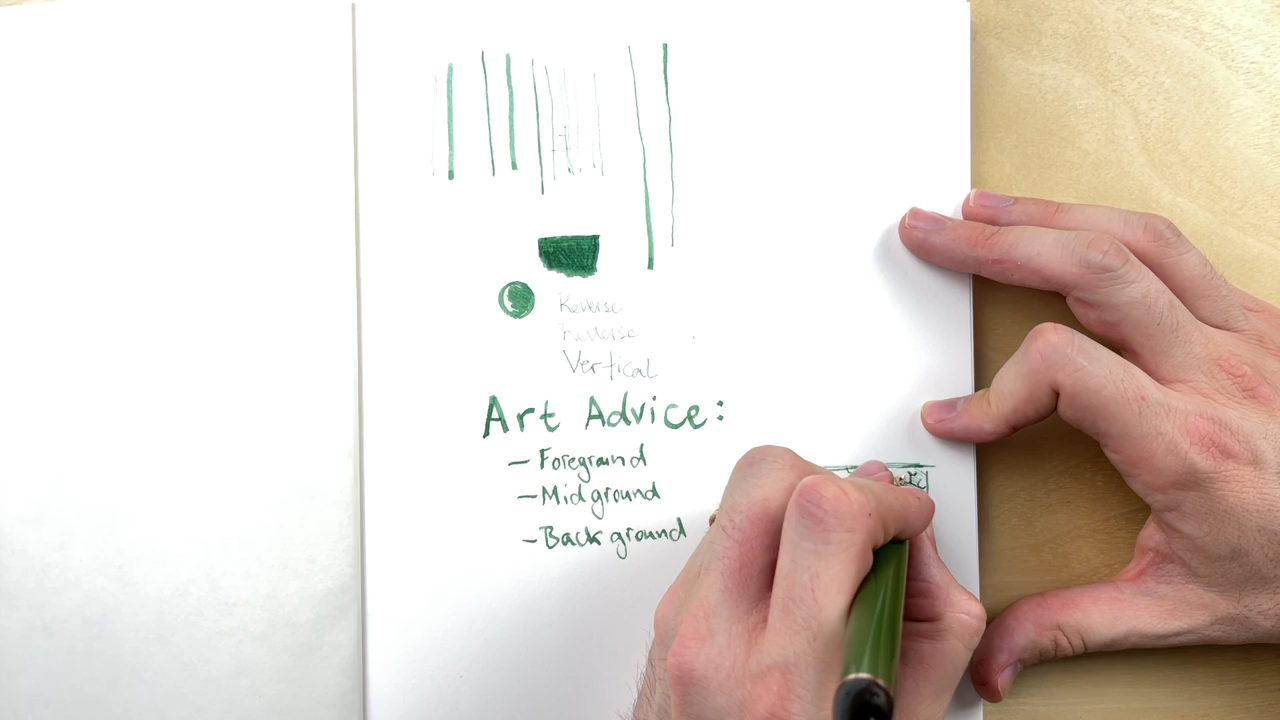 Reverse
Reverse
Vertical
Art Advice:
– Foreground
– Midground
– Background